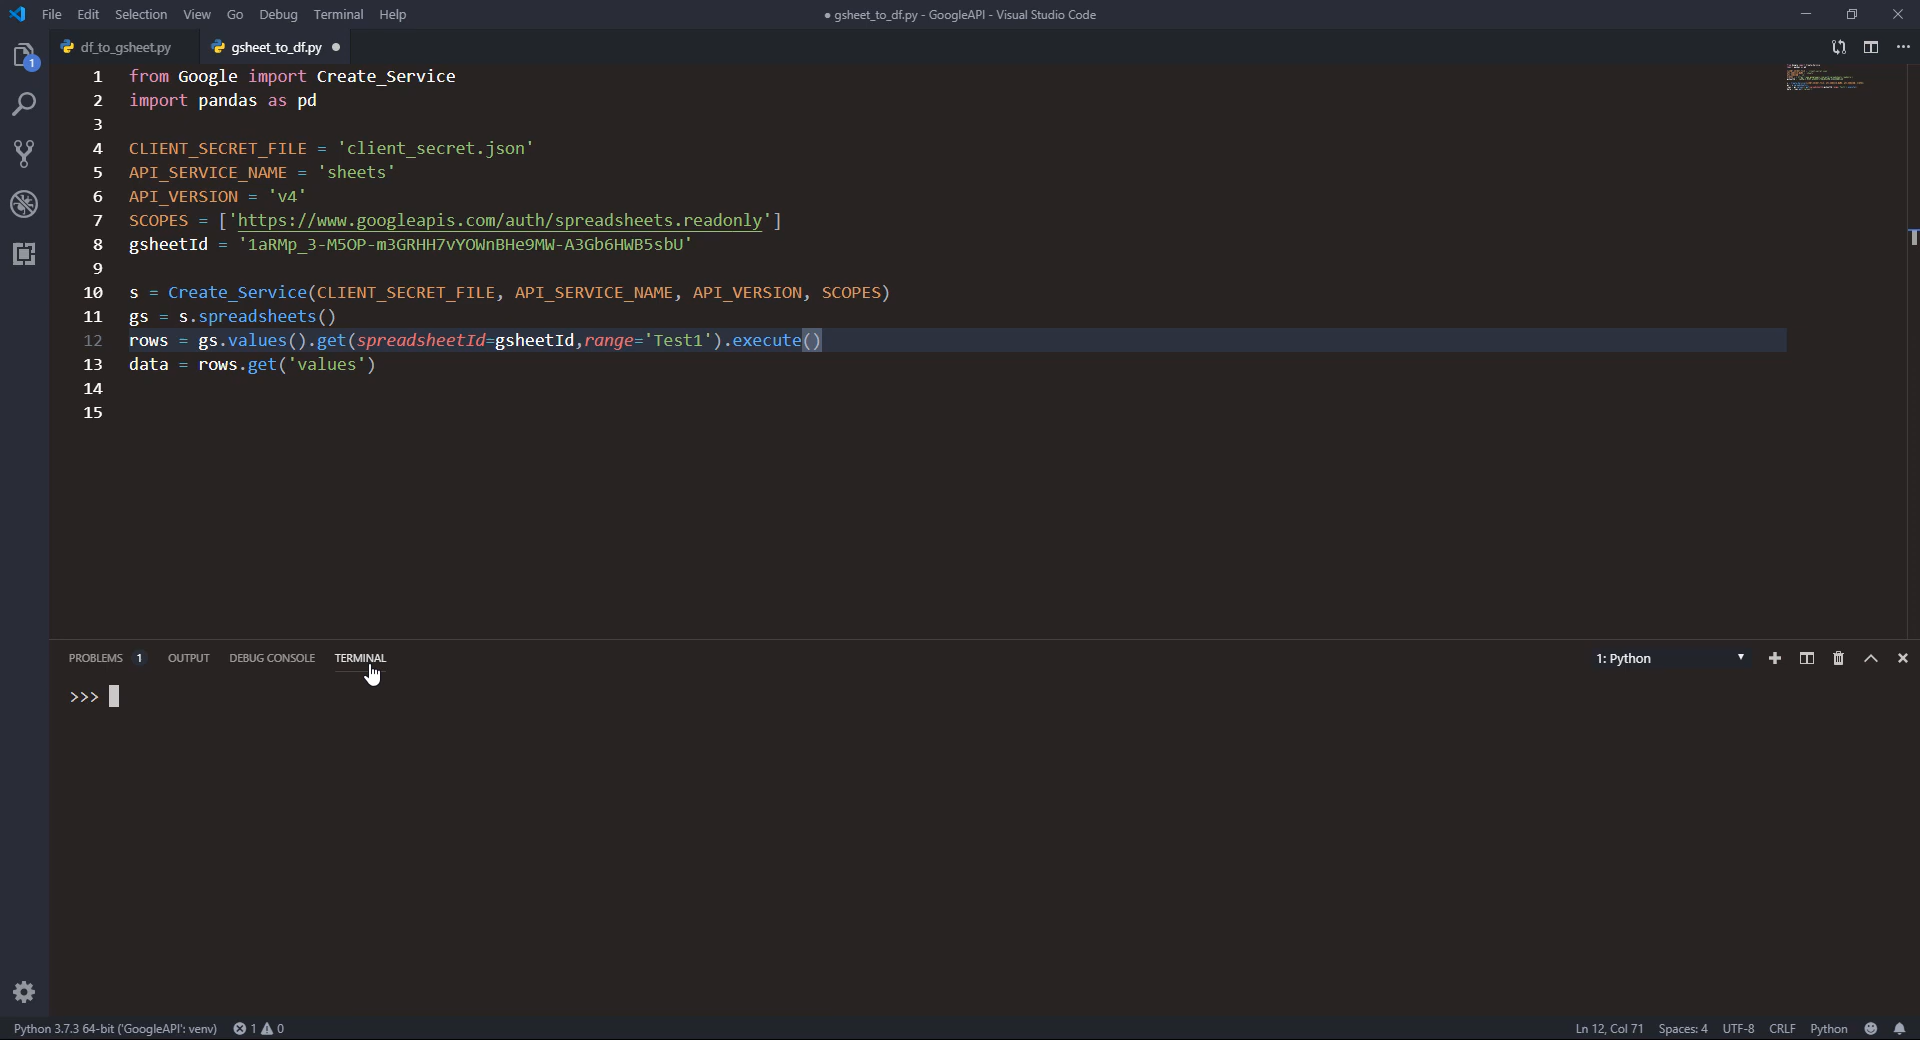 File Edit Selection View Go Debug Terminal Help
● gsheet_to_df.py - GoogleAPI - Visual Studio Code
df_to_gsheet.py gsheet_to_df.py ●
1 from Google import Create_Service
2 import pandas as pd
3
4 CLIENT_SECRET_FILE = 'client_secret.json'
5 API_SERVICE_NAME = 'sheets'
6 API_VERSION = 'v4'
7 SCOPES = ['https://www.googleapis.com/auth/spreadsheets.readonly']
8 gsheetId = '1aRMp_3-M5OP-m3GRHH7vYOWnBHe9MW-A3Gb6HWB5sbU'
9
10 s = Create_Service(CLIENT_SECRET_FILE, API_SERVICE_NAME, API_VERSION, SCOPES)
11 gs = s.spreadsheets()
12 rows = gs.values().get(spreadsheetId=gsheetId,range='Test1').execute()
13 data = rows.get('values')
14
15
PROBLEMS 1 OUTPUT DEBUG CONSOLE TERMINAL
1: Python
>>>
Python 3.7.3 64-bit ('GoogleAPI': venv) 1 0
Ln 12, Col 71 Spaces: 4 UTF-8 CRLF Python
1